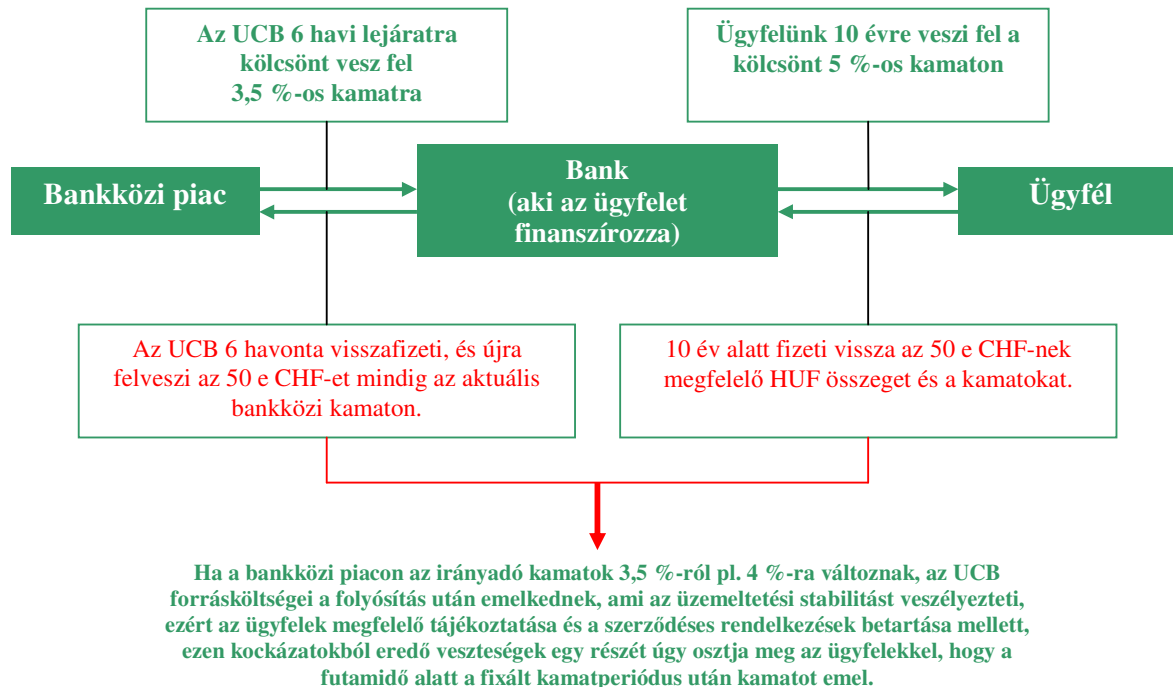 Az UCB 6 havi lejáratra
kölcsönt vesz fel
3,5 %-os kamatra
Ügyfelünk 10 évre veszi fel a
kölcsönt 5 %-os kamaton
Bankközi piac
Bank
(aki az ügyfelet
finanszírozza)
Ügyfél
Az UCB 6 havonta visszafizeti, és újra
felveszi az 50 e CHF-et mindig az aktuális
bankközi kamaton.
10 év alatt fizeti vissza az 50 e CHF-nek
megfelelő HUF összeget és a kamatokat.
Ha a bankközi piacon az irányadó kamatok 3,5 %-ról pl. 4 %-ra változnak, az UCB
forrásköltségei a folyósítás után emelkednek, ami az üzemeltetési stabilitást veszélyezteti,
ezért az ügyfelek megfelelő tájékoztatása és a szerződéses rendelkezések betartása mellett,
ezen kockázatokból eredő veszteségek egy részét úgy osztja meg az ügyfelekkel, hogy a
futamidő alatt a fixált kamatperiódus után kamatot emel.